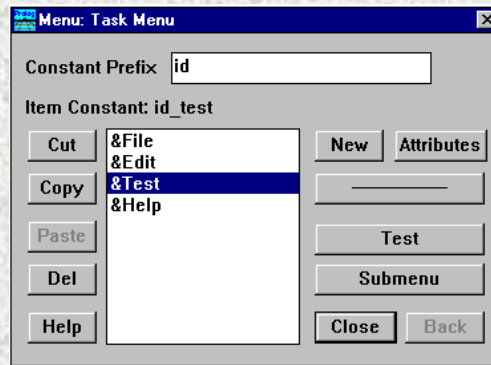 Menu: Task Menu
Constant Prefix id
Item Constant: id_test
Cut
Copy
Paste
Del
Help
&File
&Edit
&Test
&Help
New Attributes
Test
Submenu
Close Back